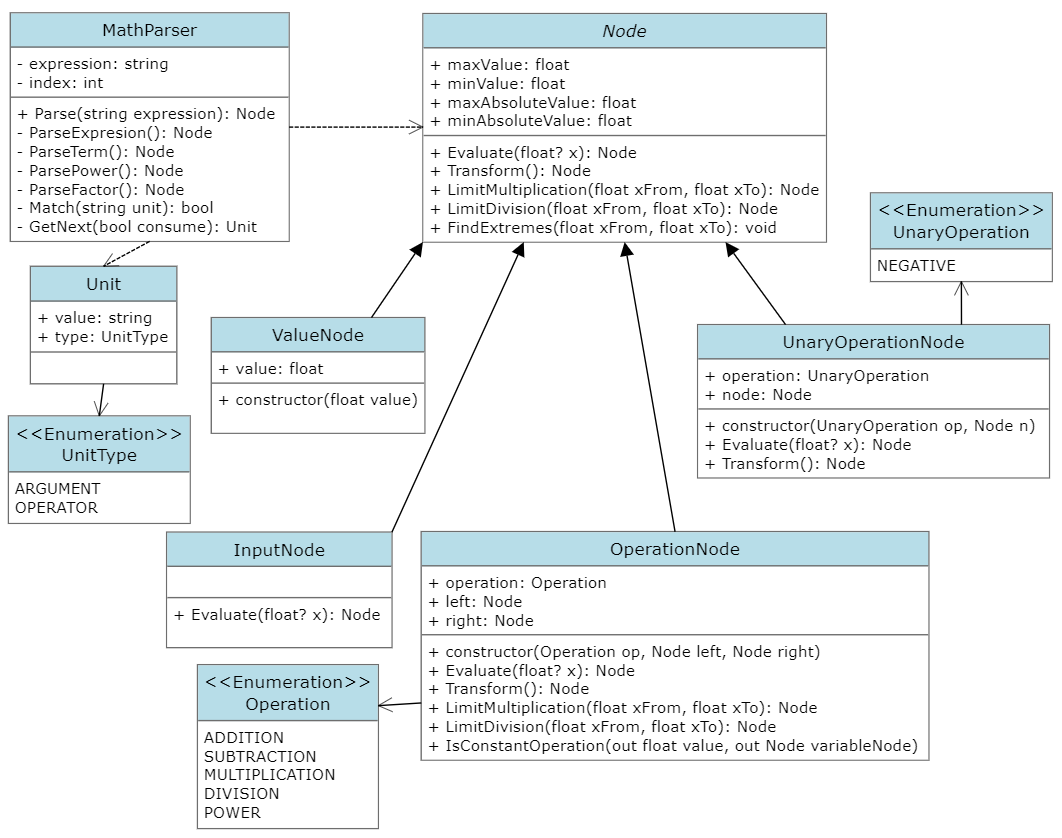 MathParser
- expression: string
- index: int
+ Parse(string expression): Node
- ParseExpresion(): Node
- ParseTerm(): Node
- ParsePower(): Node
- ParseFactor(): Node
- Match(string unit): bool
- GetNext(bool consume): Unit
Node
+ maxValue: float
+ minValue: float
+ maxAbsoluteValue: float
+ minAbsoluteValue: float
+ Evaluate(float? x): Node
+ Transform(): Node
+ LimitMultiplication(float xFrom, float xTo): Node
+ LimitDivision(float xFrom, float xTo): Node
+ FindExtremes(float xFrom, float xTo): void
<<Enumeration>>
UnaryOperation
NEGATIVE
Unit
+ value: string
+ type: UnitType
ValueNode
+ value: float
+ constructor(float value)
UnaryOperationNode
+ operation: UnaryOperation
+ node: Node
+ constructor(UnaryOperation op, Node n)
+ Evaluate(float? x): Node
+ Transform(): Node
<<Enumeration>>
UnitType
ARGUMENT
OPERATOR
InputNode
+ Evaluate(float? x): Node
OperationNode
+ operation: Operation
+ left: Node
+ right: Node
+ constructor(Operation op, Node left, Node right)
+ Evaluate(float? x): Node
+ Transform(): Node
+ LimitMultiplication(float xFrom, float xTo): Node
+ LimitDivision(float xFrom, float xTo): Node
+ IsConstantOperation(out float value, out Node variableNode)
<<Enumeration>>
Operation
ADDITION
SUBTRACTION
MULTIPLICATION
DIVISION
POWER